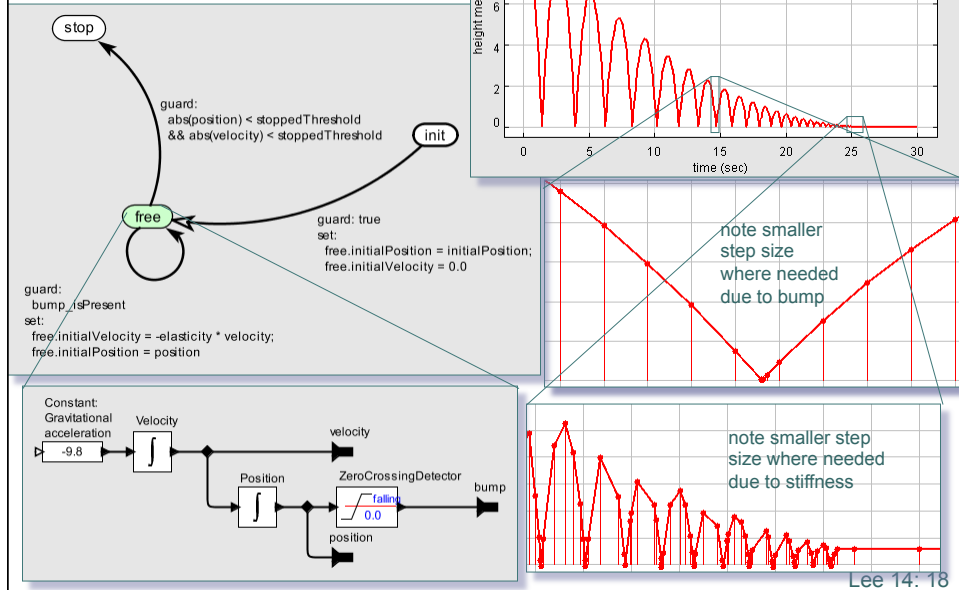 stop
guard:
abs(position) < stoppedThreshold
&& abs(velocity) < stoppedThreshold
init
free
guard: true
set:
free.initialPosition = initialPosition;
free.initialVelocity = 0.0
guard:
bump_isPresent
set:
free.initialVelocity = -elasticity * velocity;
free.initialPosition = position
height me
6
4
2
0
0 5 10 15 20 25 30
time (sec)
note smaller
step size
where needed
due to bump
Constant:
Gravitational
acceleration
-9.8
Velocity
∫
velocity
Position
∫
ZeroCrossingDetector
falling
0.0
bump
position
note smaller step
size where needed
due to stiffness
Lee 14: 18